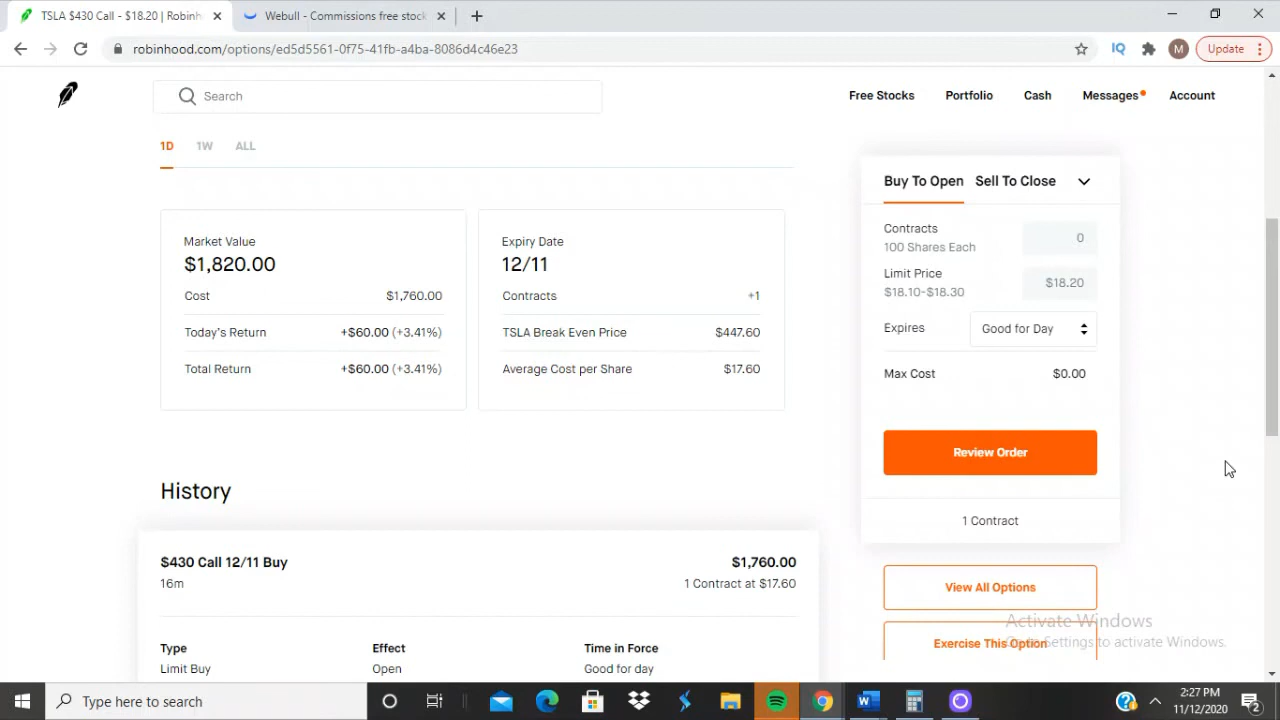 TSLA $430 Call - $18.20 | Robinh
Webull - Commissions free stock
robinhood.com/options/ed5d5561-0f75-41fb-a4ba-8086d4c46e23
IQ
M
Update
Search
Free Stocks
Portfolio
Cash
Messages
Account
1D
1W
ALL
Market Value
$1,820.00
Cost $1,760.00
Today's Return +$60.00 (+3.41%)
Total Return +$60.00 (+3.41%)
Expiry Date
12/11
Contracts +1
TSLA Break Even Price $447.60
Average Cost per Share $17.60
Buy To Open Sell To Close
Contracts
100 Shares Each
0
Limit Price
$18.10-$18.30
$18.20
Expires Good for Day
Max Cost $0.00
Review Order
1 Contract
View All Options
Exercise This Option
Activate Windows
Go to Settings to activate Windows.
History
$430 Call 12/11 Buy $1,760.00
16m 1 Contract at $17.60
Type
Limit Buy
Effect
Open
Time in Force
Good for day
Type here to search
2:27 PM
11/12/2020
2